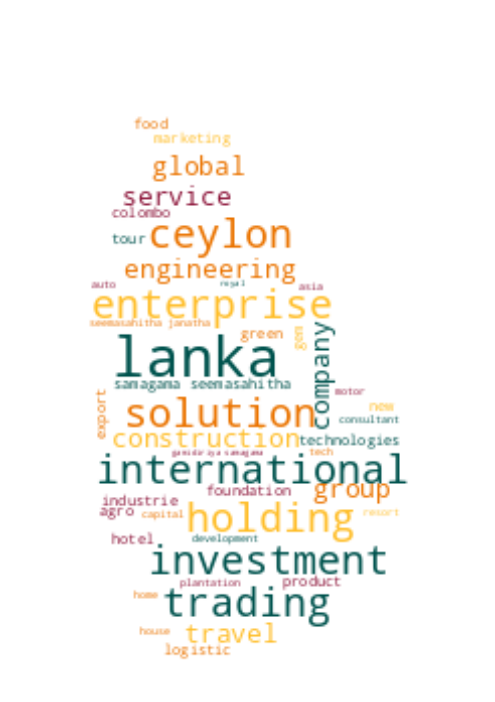 food
marketing
global
service
colombo
tour ceylon
engineering
auto royal asia
enterprise
seemasahitha janatha
green gem
lanka
company
samagama seemasahitha
motor
export solution new
consultant
construction technologies
gamidiriya samagama tech
international
foundation group
industrie
agro capital holding resort
hotel development
investment
plantation product
home trading
house travel
logistic